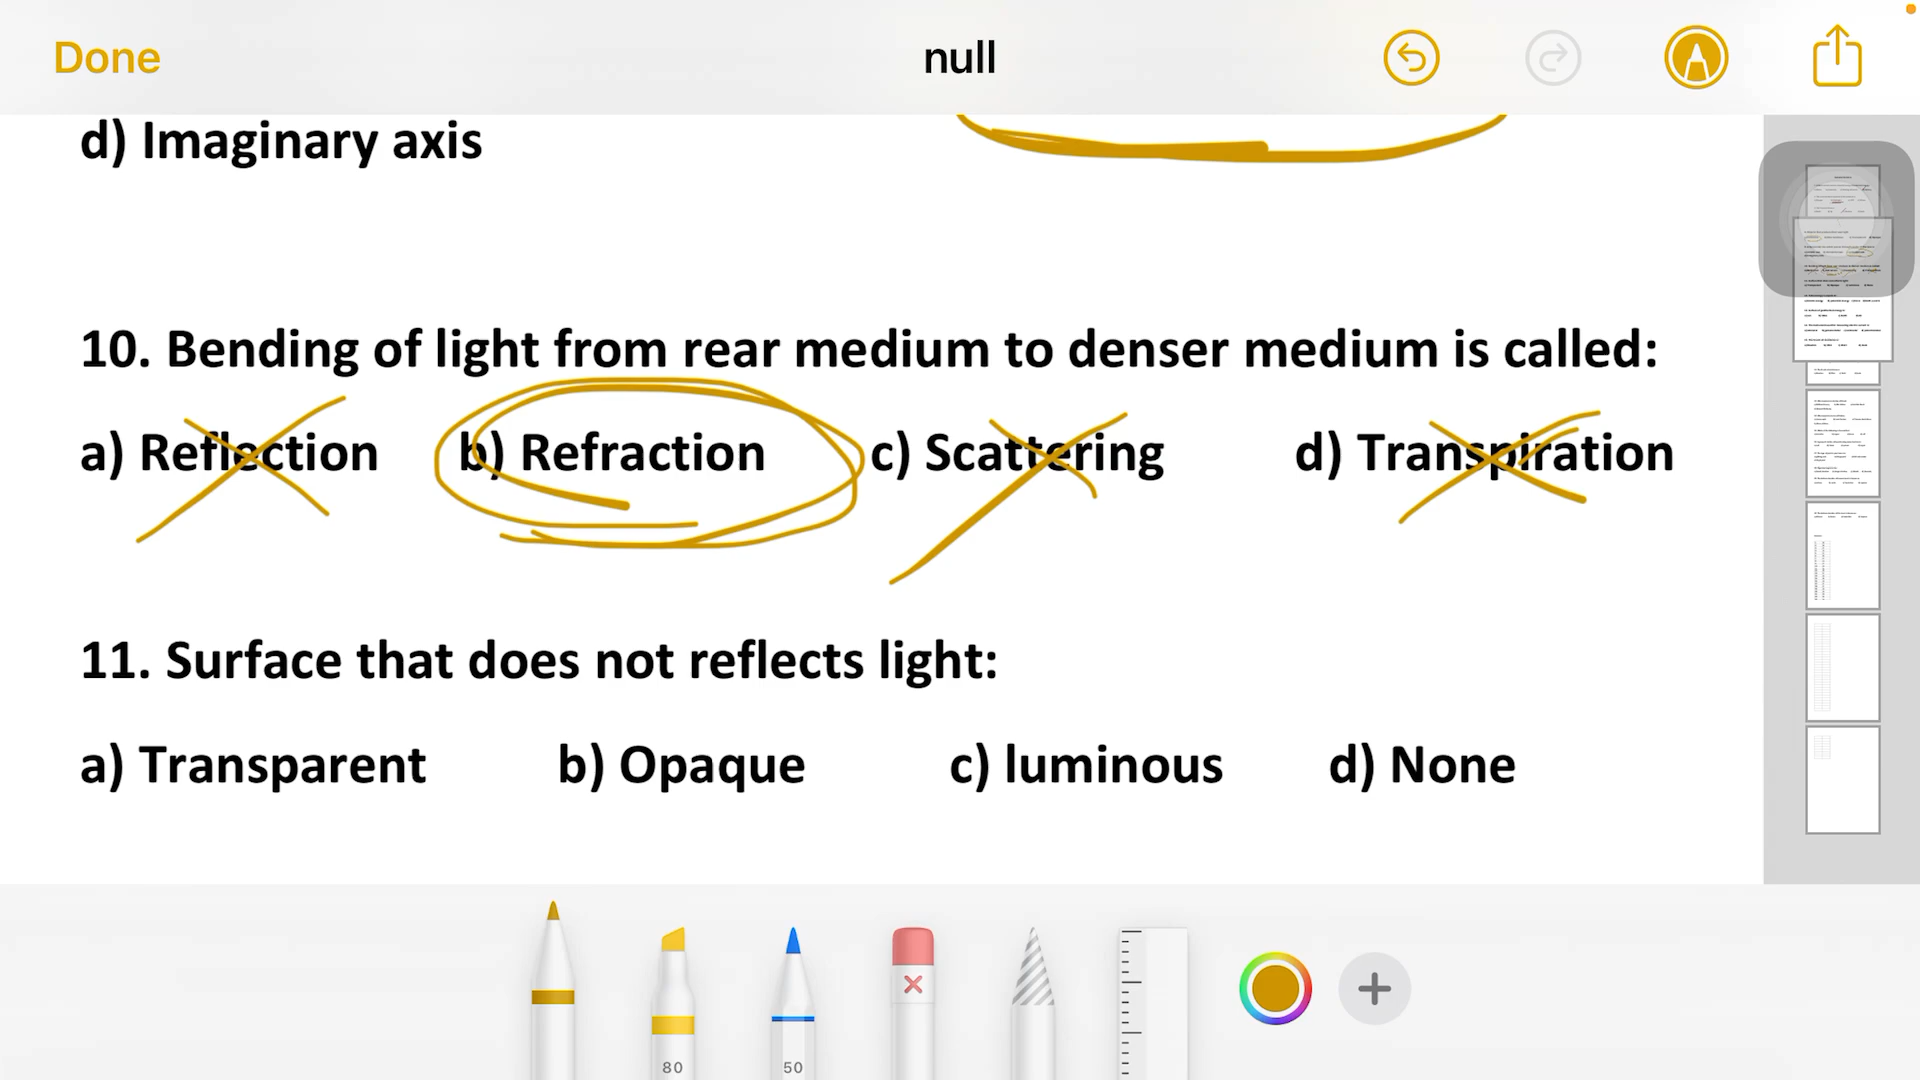 Done null
d) Imaginary axis
10. Bending of light from rear medium to denser medium is called:
a) Reflection b) Refraction c) Scattering d) Transpiration
11. Surface that does not reflects light:
a) Transparent b) Opaque c) luminous d) None
80 50